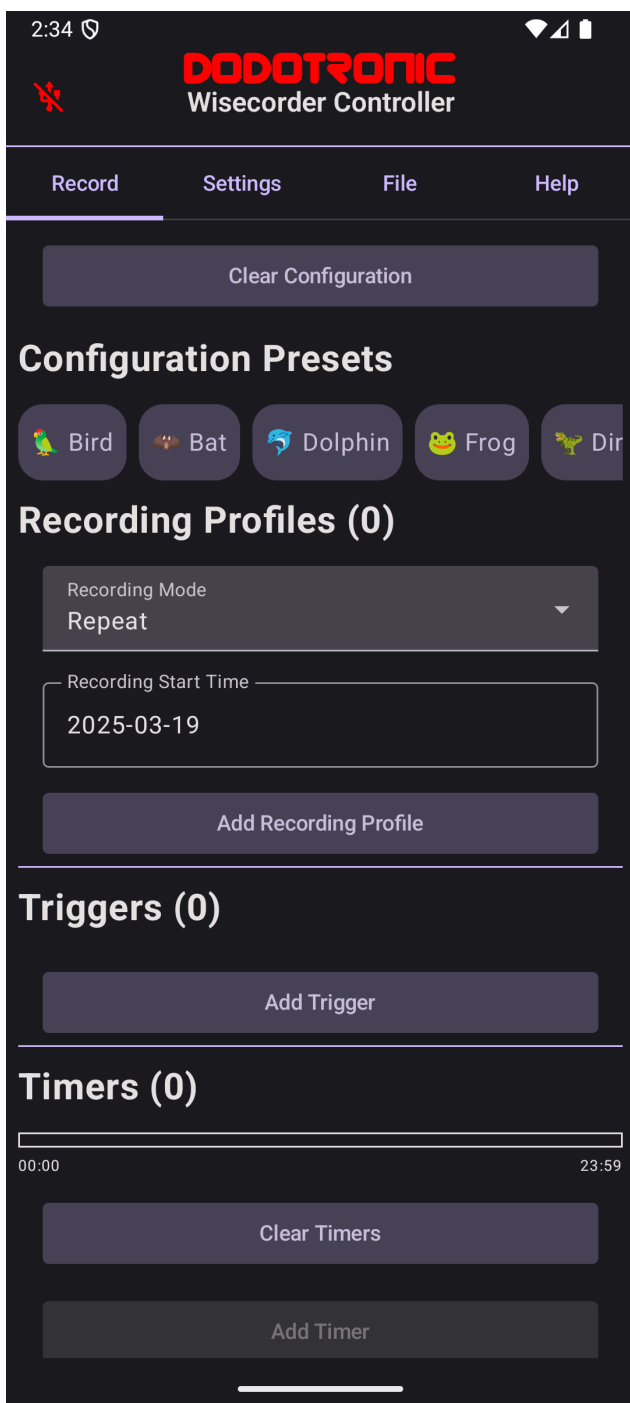 2:34
DODOTRONIC
Wisecorder Controller
Record Settings File Help
Clear Configuration
Configuration Presets
Bird Bat Dolphin Frog Din
Recording Profiles (0)
Recording Mode
Repeat
Recording Start Time
2025-03-19
Add Recording Profile
Triggers (0)
Add Trigger
Timers (0)
00:00 23:59
Clear Timers
Add Timer